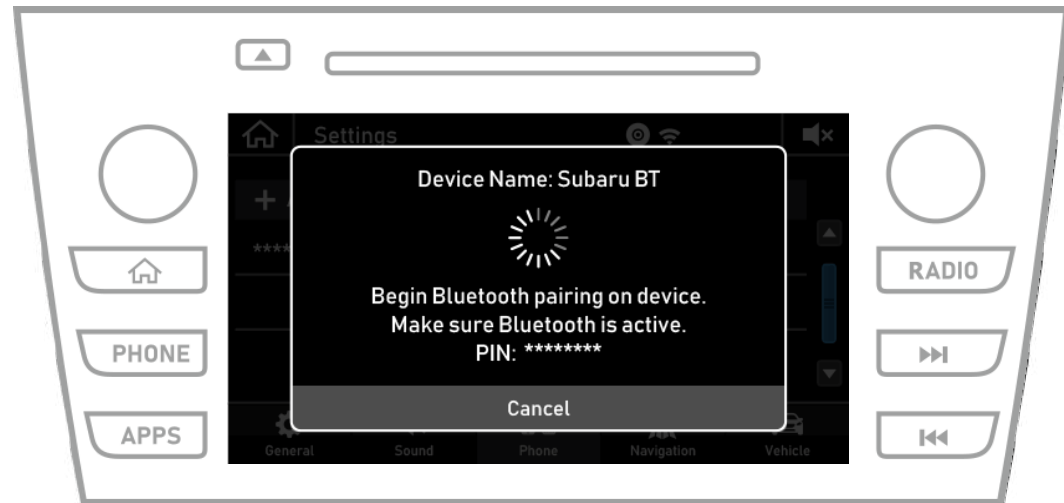 Settings
Device Name: Subaru BT
+
****
Begin Bluetooth pairing on device.
Make sure Bluetooth is active.
PIN: ********
Cancel
General
Sound
Phone
Navigation
Vehicle
PHONE
APPS
RADIO